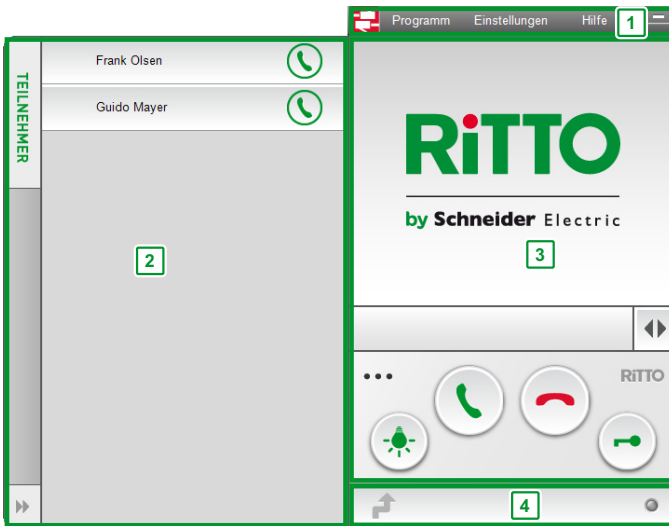 Programm Einstellungen Hilfe 1
Frank Olsen
Guido Mayer
TEILNEHMER
2
RiTTO
by Schneider Electric
3
RiTTO
4